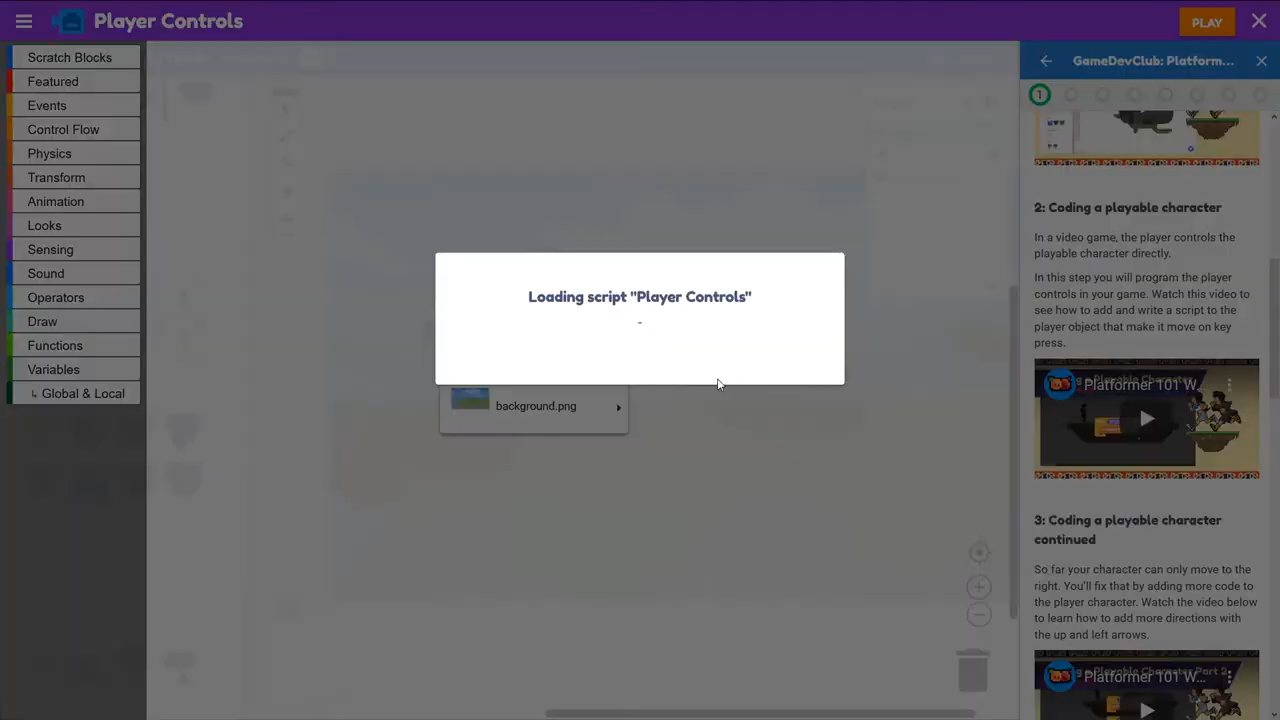 Player Controls
PLAY
Scratch Blocks
Featured
Events
Control Flow
Physics
Transform
Animation
Looks
Sensing
Sound
Operators
Draw
Functions
Variables
↳ Global & Local
Loading script "Player Controls"
-
background.png
GameDevClub: Platform...
1
2: Coding a playable character
In a video game, the player controls the
playable character directly.
In this step you will program the player
controls in your game. Watch this video to
see how to add and write a script to the
player object that make it move on key
press.
Platformer 101 W...
3: Coding a playable character
continued
So far your character can only move to the
right. You'll fix that by adding more code to
the player character. Watch the video below
to learn how to add more directions with
the up and left arrows.
Platformer 101 W...